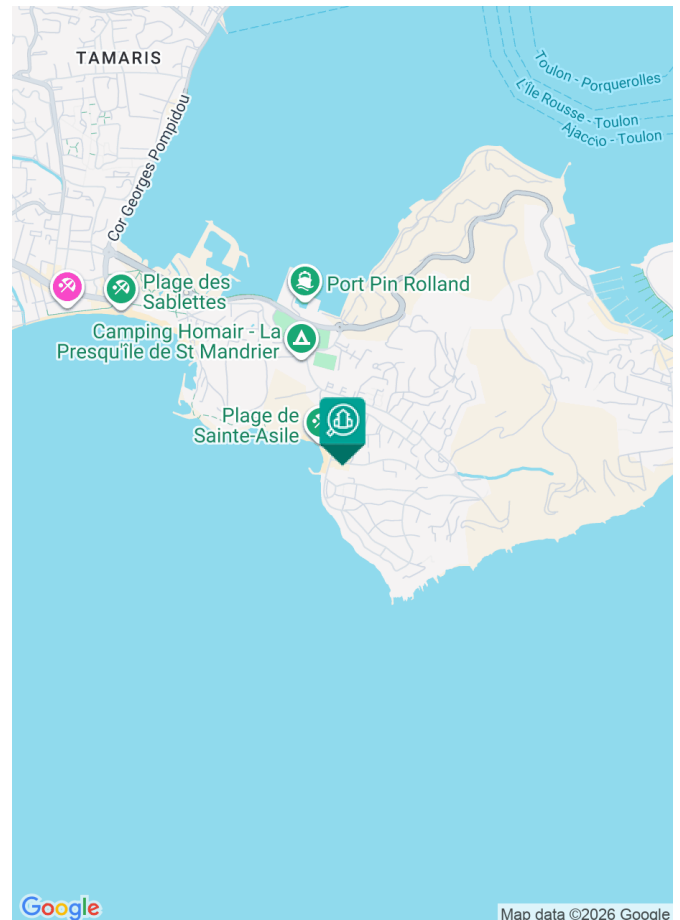 TAMARIS
Toulon - Porquerolles
L'Île Rousse - Toulon
Ajaccio - Toulon
Cor Georges Pompidou
Plage des
Sablettes
Port Pin Rolland
Camping Homair - La
Presqu'île de St Mandrier
Plage de
Sainte-Asile
Google
Map data ©2026 Google